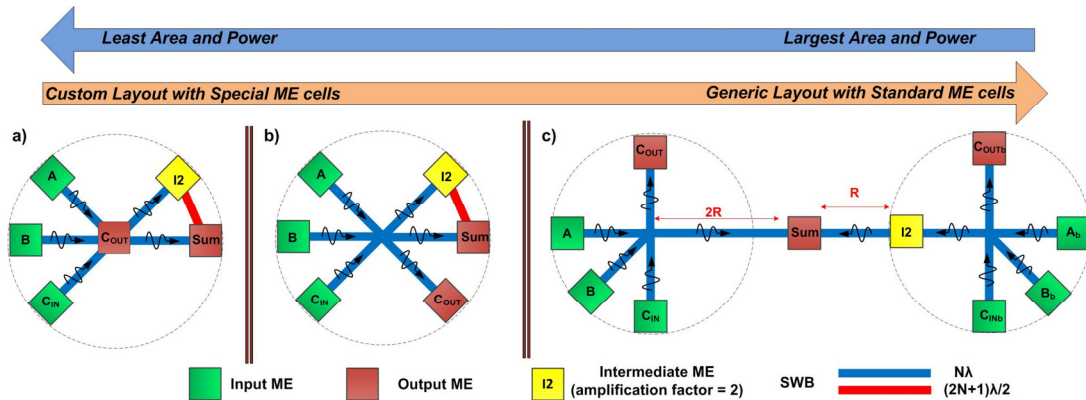 Least Area and Power
Largest Area and Power
Custom Layout with Special ME cells
Generic Layout with Standard ME cells
a)
A
I2
B
COUT
Sum
CIN
b)
A
I2
B
Sum
CIN
COUT
c)
COUT
COUTb
2R
R
A
Sum
I2
Ab
B
CIN
CINb
Bb
Input ME
Output ME
I2
Intermediate ME
(amplification factor = 2)
SWB
Nλ
(2N+1)λ/2